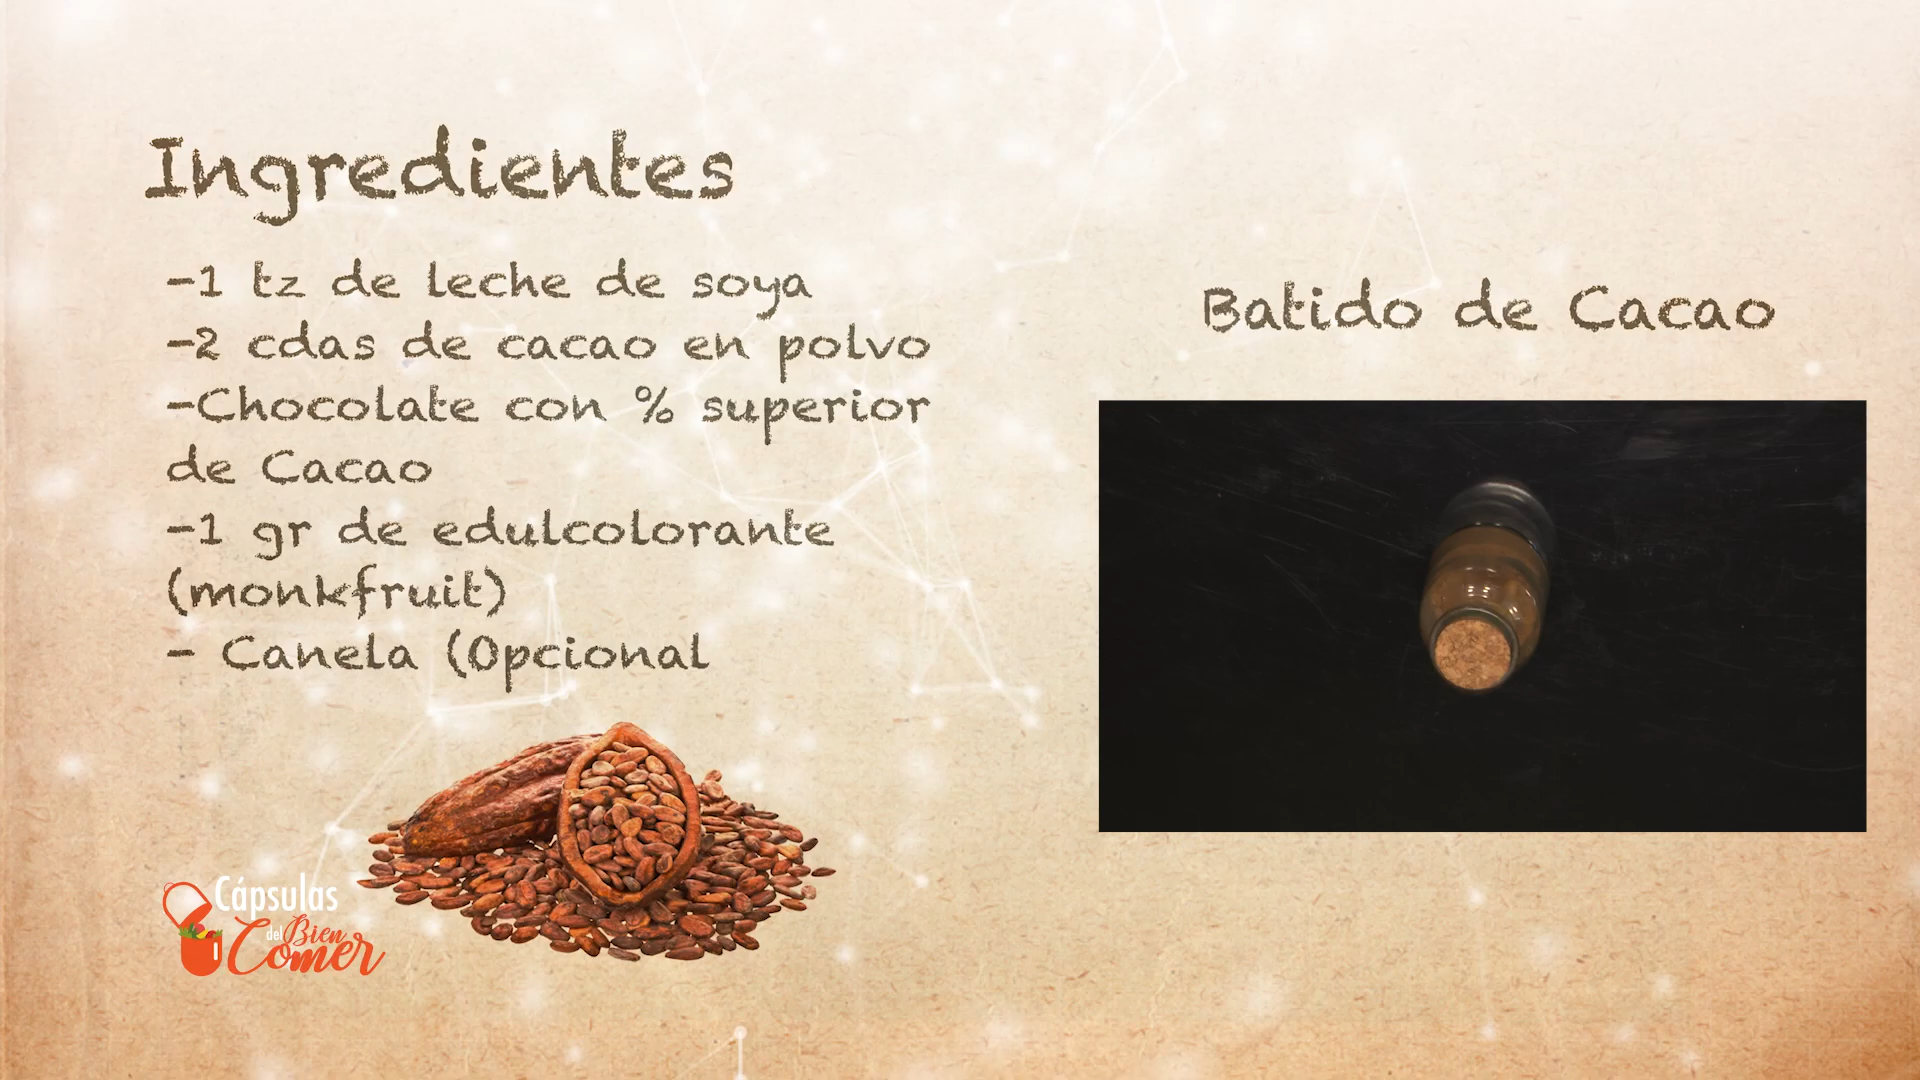 Ingredientes
-1 tz de leche de soya
-2 cdas de cacao en polvo
-Chocolate con % superior
de Cacao
-1 gr de edulcolorante
(monkfruit)
- Canela (Opcional
Batido de Cacao
Cápsulas
del Bien
Comer